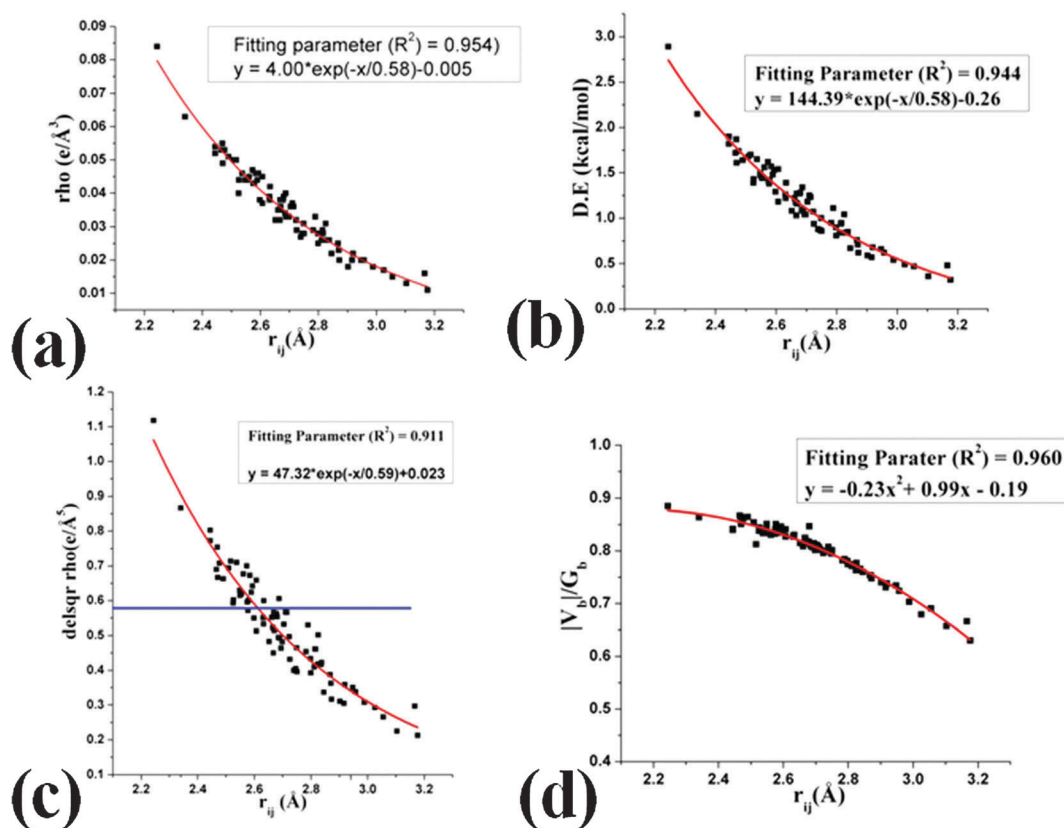 0.09
0.08
0.07
0.06
0.05
0.04
0.03
0.02
0.01
rho (e/Å³)
Fitting parameter (R²) = 0.954)
y = 4.00*exp(-x/0.58)-0.005
2.2 2.4 2.6 2.8 3.0 3.2
r_ij(Å)
(a)
3.0
2.5
2.0
1.5
1.0
0.5
0.0
D.E (kcal/mol)
Fitting Parameter (R²) = 0.944
y = 144.39*exp(-x/0.58)-0.26
2.2 2.4 2.6 2.8 3.0 3.2
r_ij(Å)
(b)
1.2
1.1
1.0
0.9
0.8
0.7
0.6
0.5
0.4
0.3
0.2
0.1
delsqr rho(e/Å⁵)
Fitting Parameter (R²) = 0.911
y = 47.32*exp(-x/0.59)+0.023
2.2 2.4 2.6 2.8 3.0 3.2
r_ij(Å)
(c)
1.0
0.9
0.8
0.7
0.6
0.5
0.4
|V_b|/G_b
Fitting Parater (R²) = 0.960
y = -0.23x²+ 0.99x - 0.19
2.2 2.4 2.6 2.8 3.0 3.2
r_ij(Å)
(d)